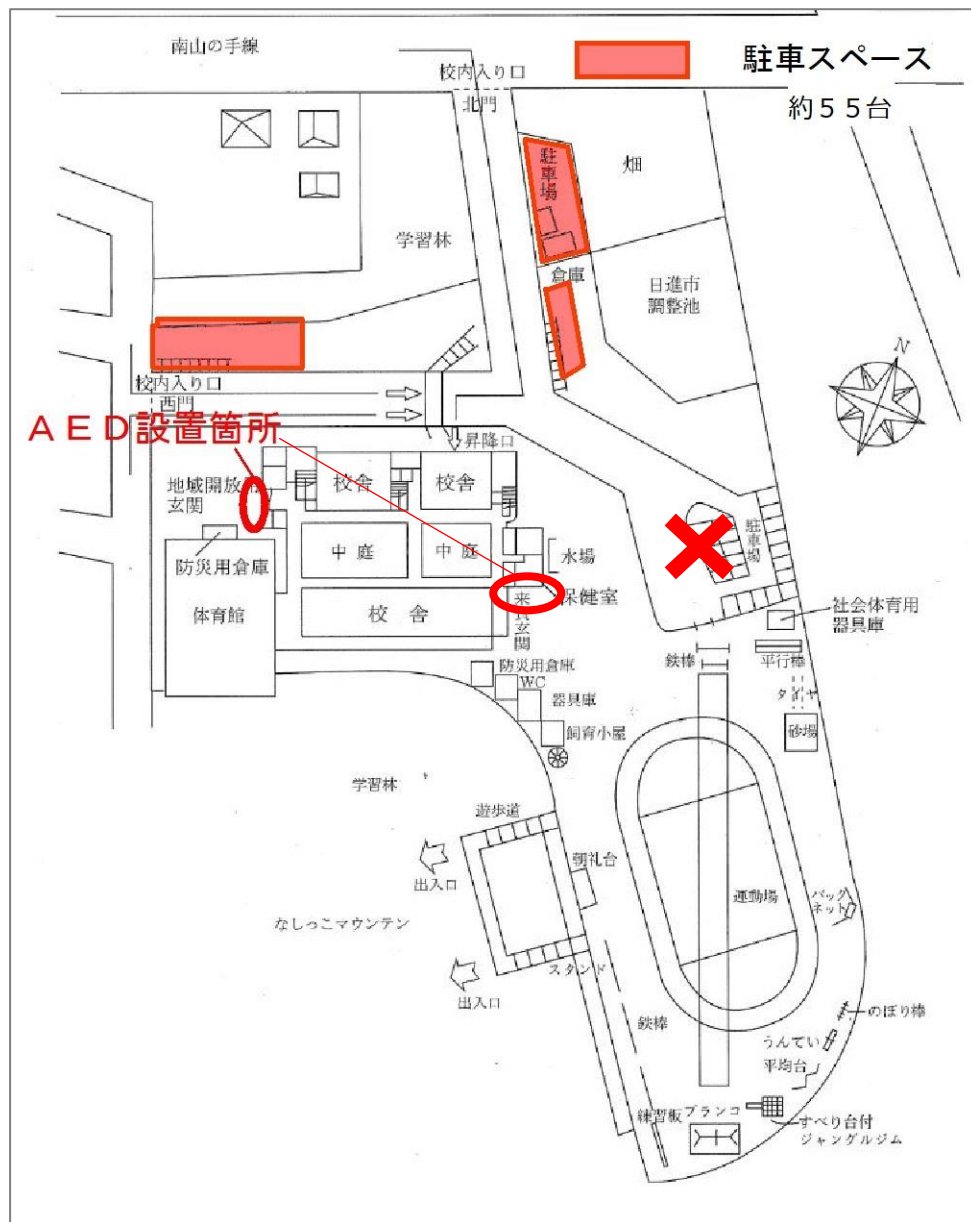 南山の手線
校内入り口
北門
駐車スペース
約５５台
駐車場
畑
学習林
倉庫
日進市
調整池
N
校内入り口
西門
ＡＥＤ設置箇所
昇降口
地域開放用
玄関
校舎
校舎
防災用倉庫
中庭
中庭
水場
駐車場
体育館
校舎
保健室
来賓玄関
社会体育用
器具庫
鉄棒
平行棒
タイヤ
砂場
防災用倉庫
WC
器具庫
飼育小屋
学習林
遊歩道
朝礼台
出入口
運動場
バック
ネット
なしっこマウンテン
スタンド
出入口
鉄棒
のぼり棒
うんてい
平均台
練習板
ブランコ
すべり台付
ジャングルジム